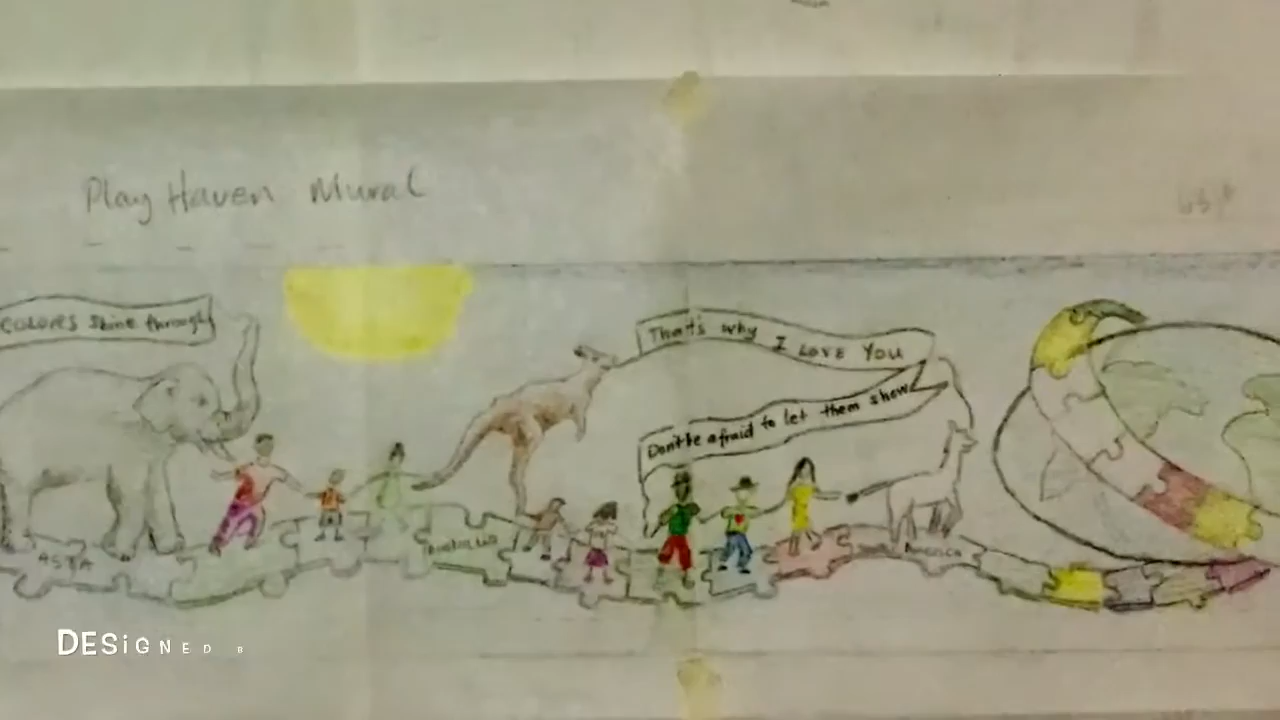 Play Haven Mural
COLORS Shine through
That's why I LOVE YOU
Don't be afraid to let them show
ASIA
Australia
America
DESiGNED B